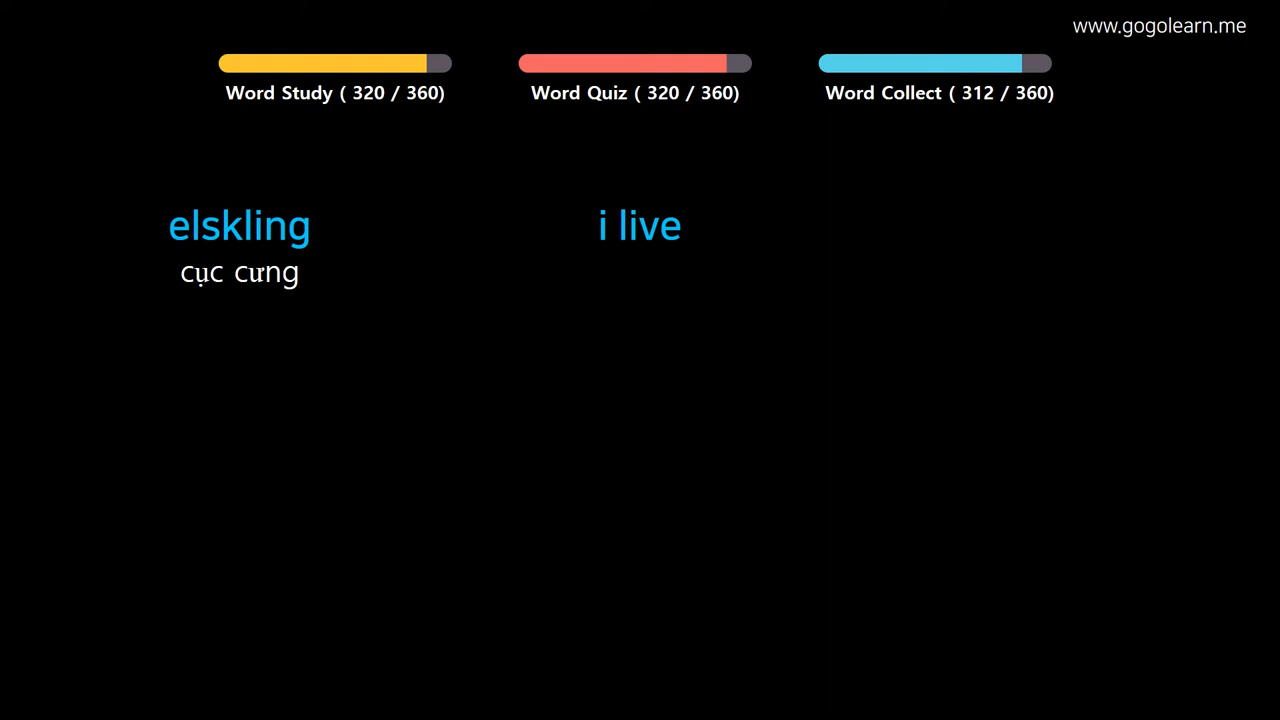 www.gogolearn.me
Word Study ( 320 / 360)
Word Quiz ( 320 / 360)
Word Collect ( 312 / 360)
elskling
cục cưng
i live